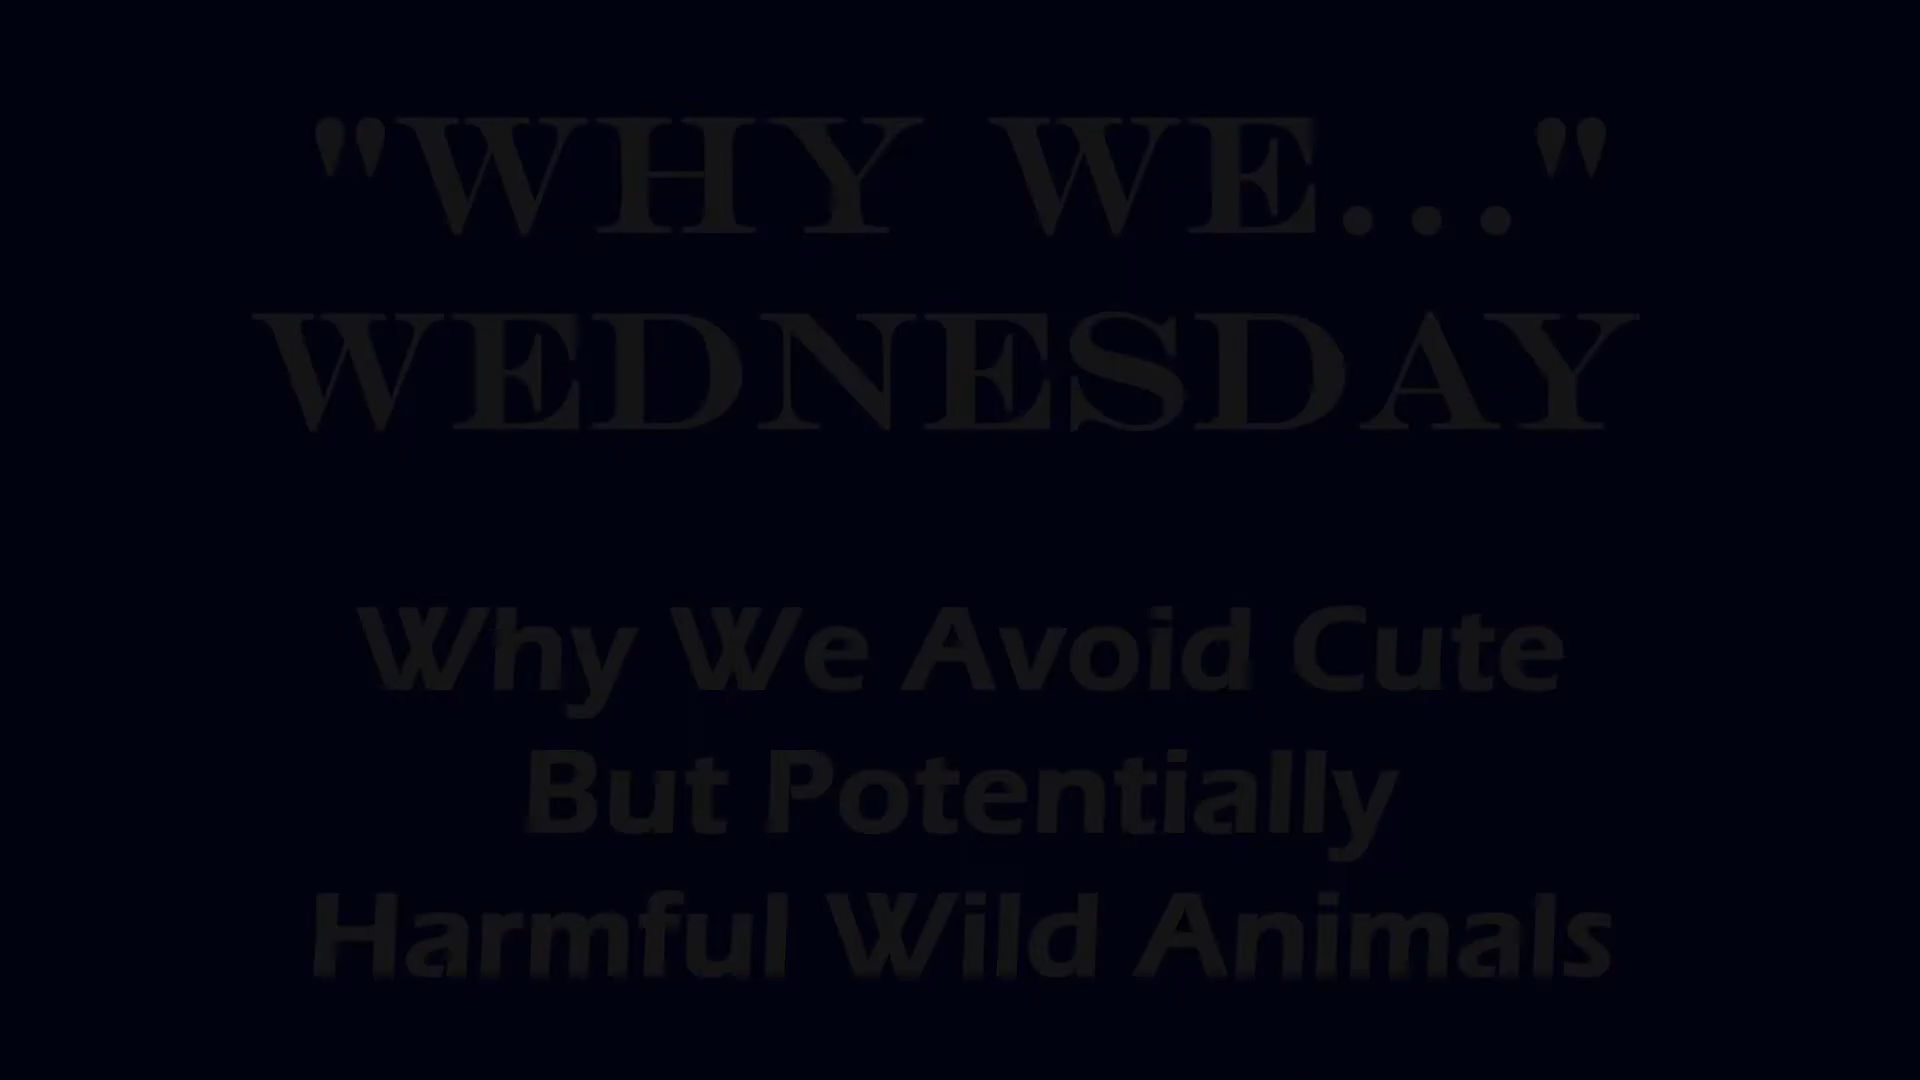 "WHY WE..."
WEDNESDAY
Why We Avoid Cute
But Potentially
Harmful Wild Animals